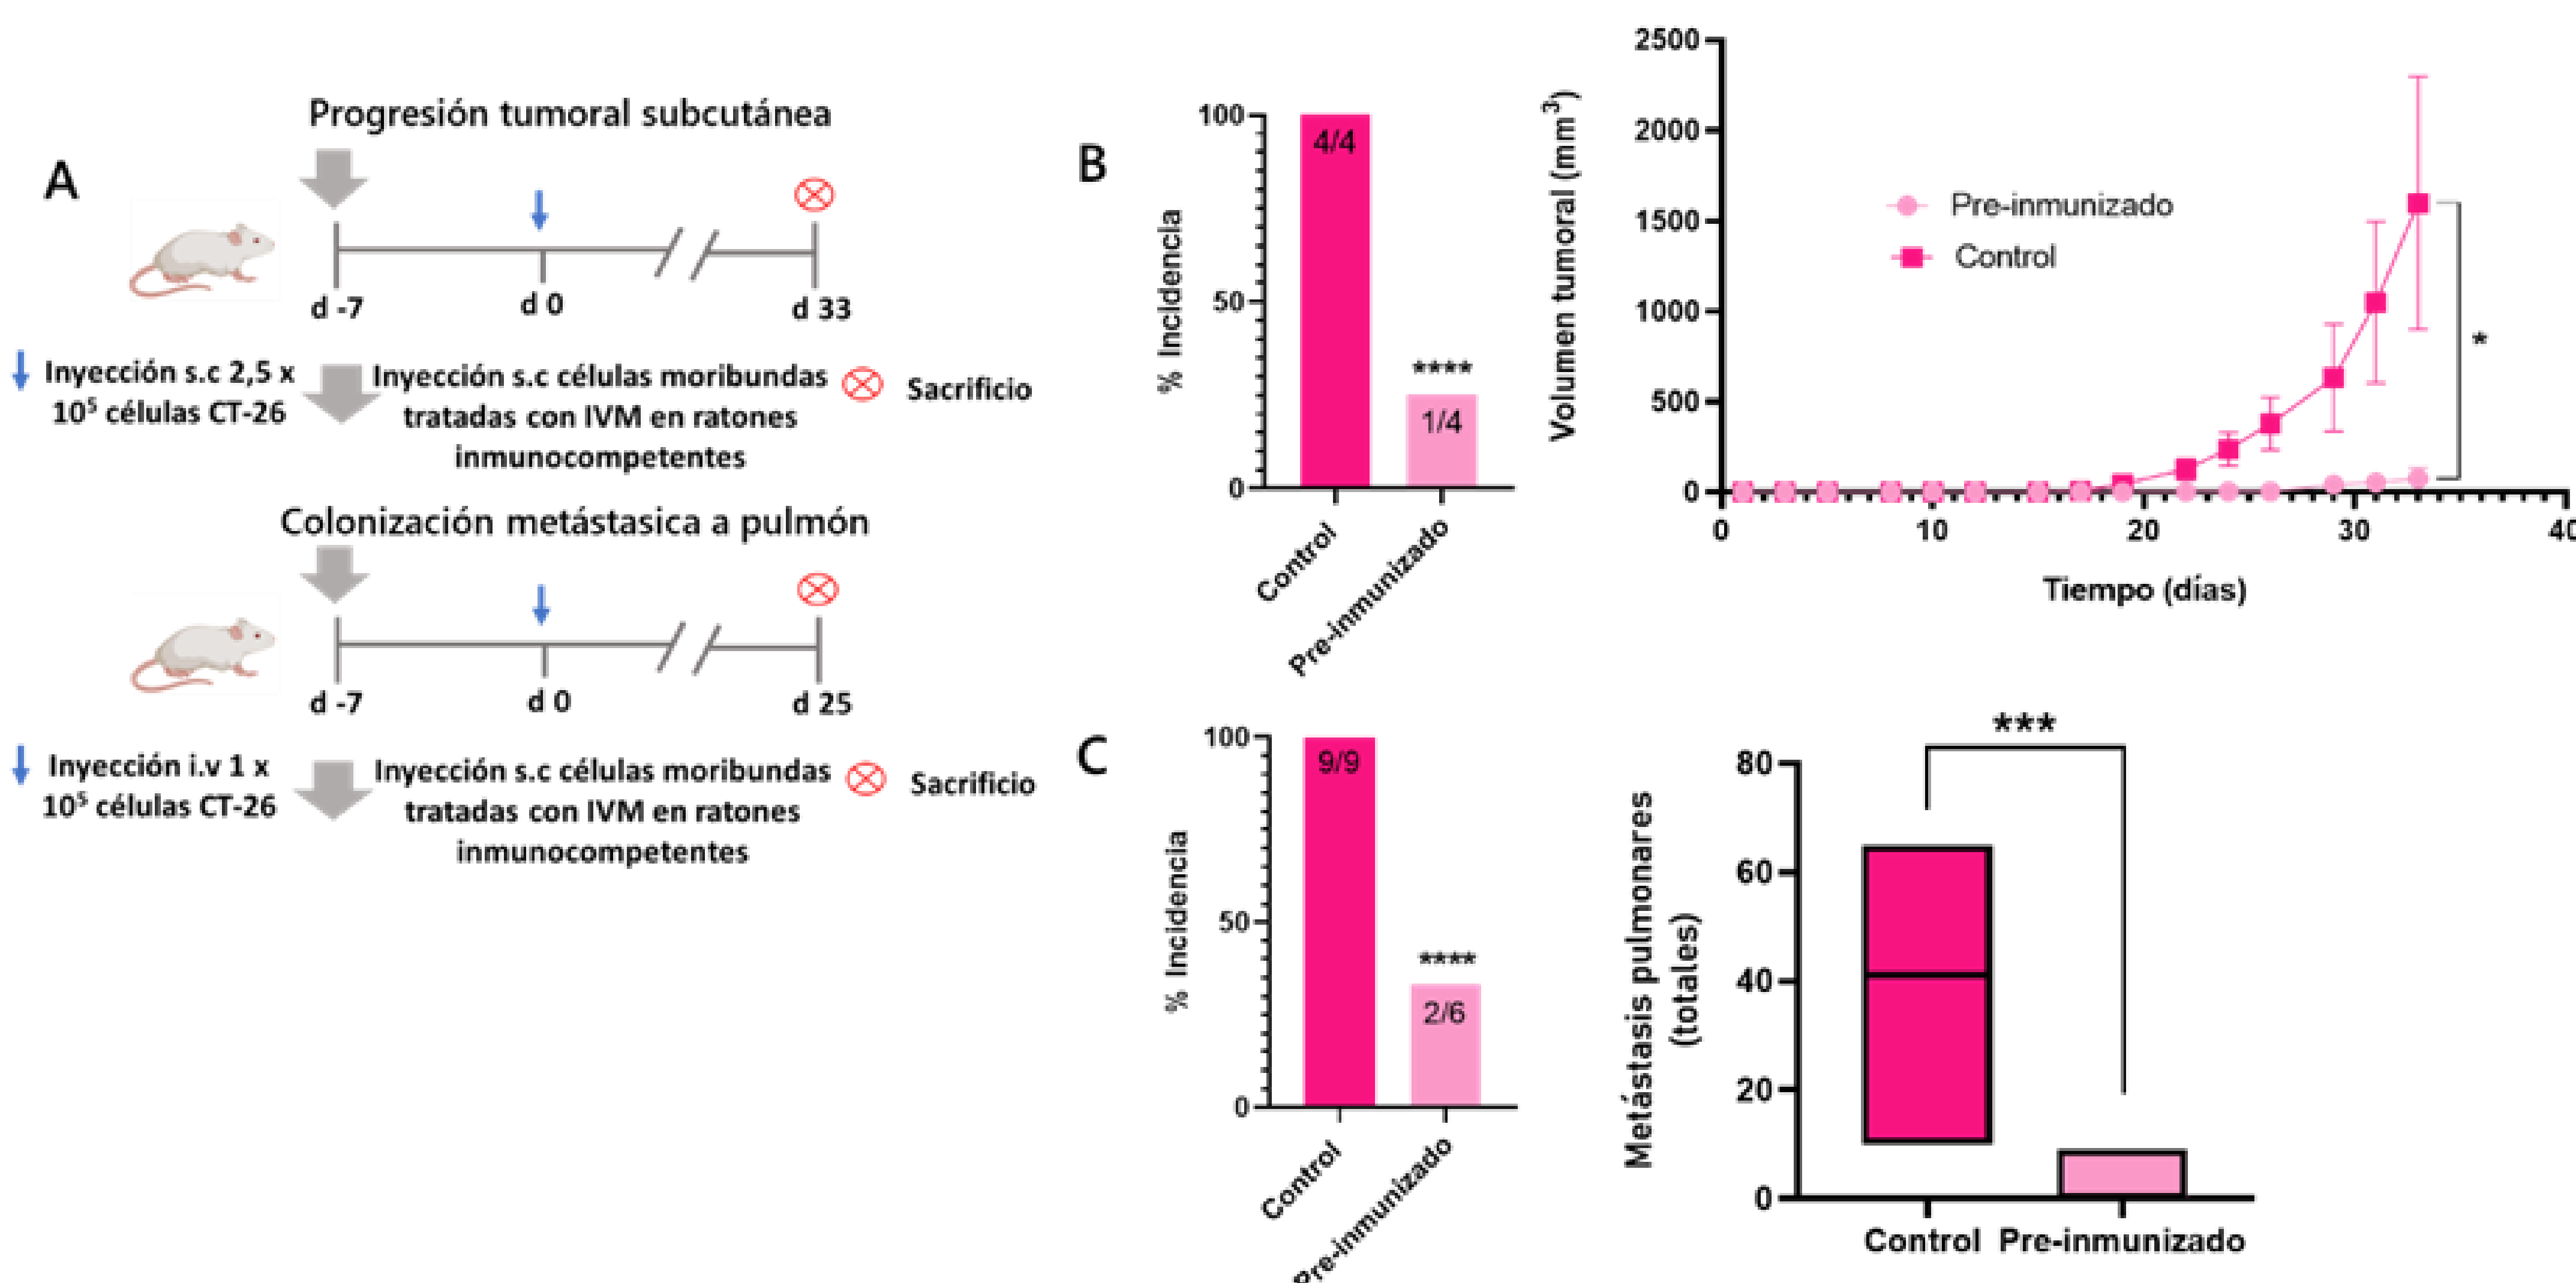 A
Progresión tumoral subcutánea
d -7
d 0
d 33
Inyección s.c 2,5 x
10⁵ células CT-26
Inyección s.c células moribundas
tratadas con IVM en ratones
inmunocompetentes
Sacrificio
Colonización metástasica a pulmón
d -7
d 0
d 25
Inyección i.v 1 x
10⁵ células CT-26
Inyección s.c células moribundas
tratadas con IVM en ratones
inmunocompetentes
Sacrificio
B
% Incidencia
100
50
0
4/4
****
1/4
Control
Pre-inmunizado
Volumen tumoral (mm³)
2500
2000
1500
1000
500
0
Pre-inmunizado
Control
*
0
10
20
30
40
Tiempo (días)
C
% Incidencia
100
50
0
9/9
****
2/6
Control
Pre-inmunizado
Metástasis pulmonares
(totales)
80
60
40
20
0
***
Control
Pre-inmunizado